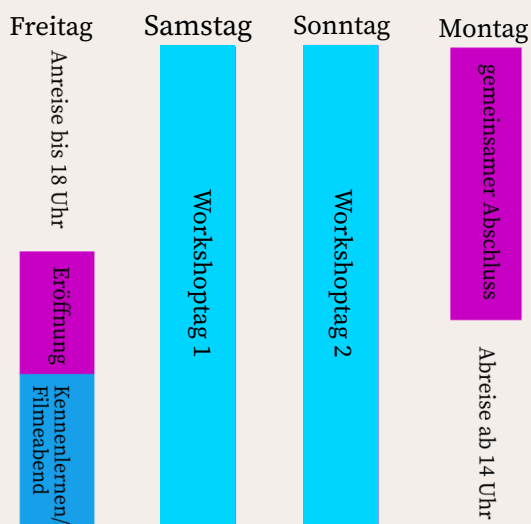 Freitag
Anreise bis 18 Uhr
Eröffnung
Kennenlernen/
Filmeabend
Samstag
Workshoptag 1
Sonntag
Workshoptag 2
Montag
gemeinsamer Abschluss
Abreise ab 14 Uhr